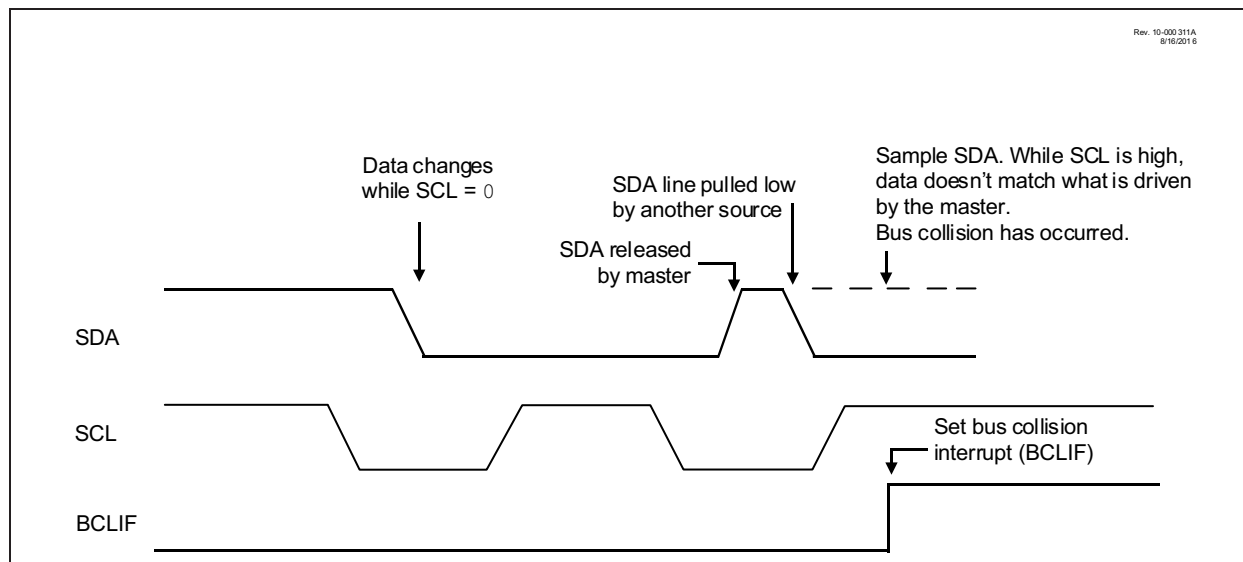 Rev. 10-000 311A
8/16/201 6
Data changes
while SCL = 0
SDA line pulled low
by another source
SDA released
by master
Sample SDA. While SCL is high,
data doesn't match what is driven
by the master.
Bus collision has occurred.
SDA
SCL
Set bus collision
interrupt (BCLIF)
BCLIF